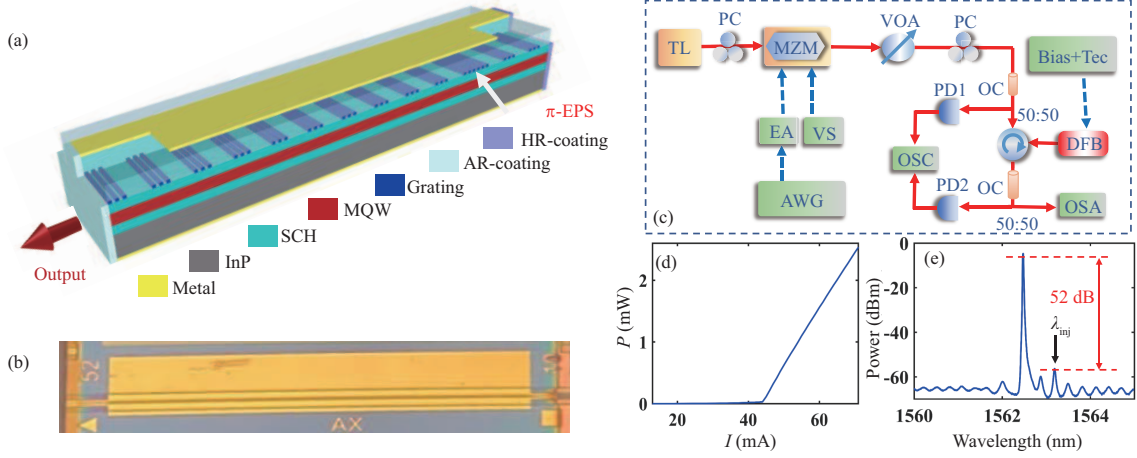 (a)
π-EPS
HR-coating
AR-coating
Grating
MQW
SCH
InP
Metal
Output
(b)
52
10
AX
(c)
TL
PC
MZM
VOA
PC
Bias+Tec
OC
PD1
50:50
EA
VS
OSC
DFB
AWG
PD2
OC
OSA
50:50
(d)
P (mW)
2
0
20
40
60
I (mA)
(e)
Power (dBm)
0
-20
-40
-60
52 dB
λinj
1560
1562
1564
Wavelength (nm)